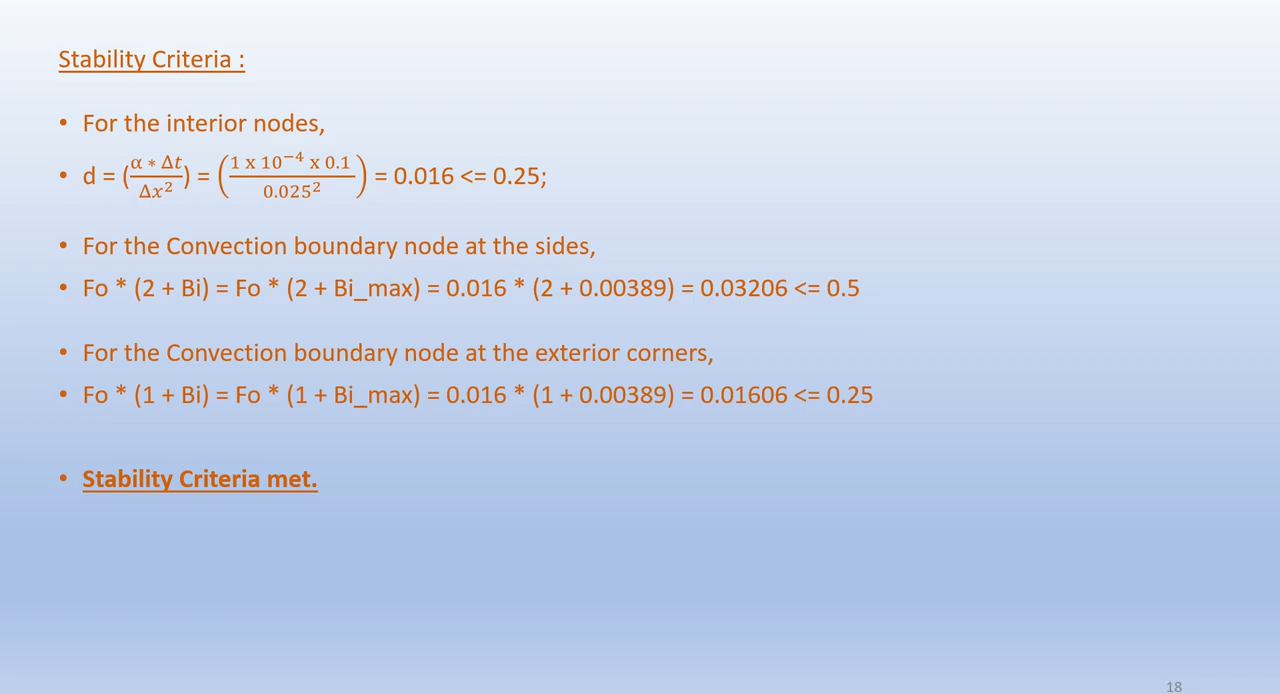 Stability Criteria :
• For the interior nodes,
• d = (α ∗ Δt / Δx²) = (1 x 10⁻⁴ x 0.1 / 0.025²) = 0.016 <= 0.25;
• For the Convection boundary node at the sides,
• Fo * (2 + Bi) = Fo * (2 + Bi_max) = 0.016 * (2 + 0.00389) = 0.03206 <= 0.5
• For the Convection boundary node at the exterior corners,
• Fo * (1 + Bi) = Fo * (1 + Bi_max) = 0.016 * (1 + 0.00389) = 0.01606 <= 0.25
• Stability Criteria met.
18